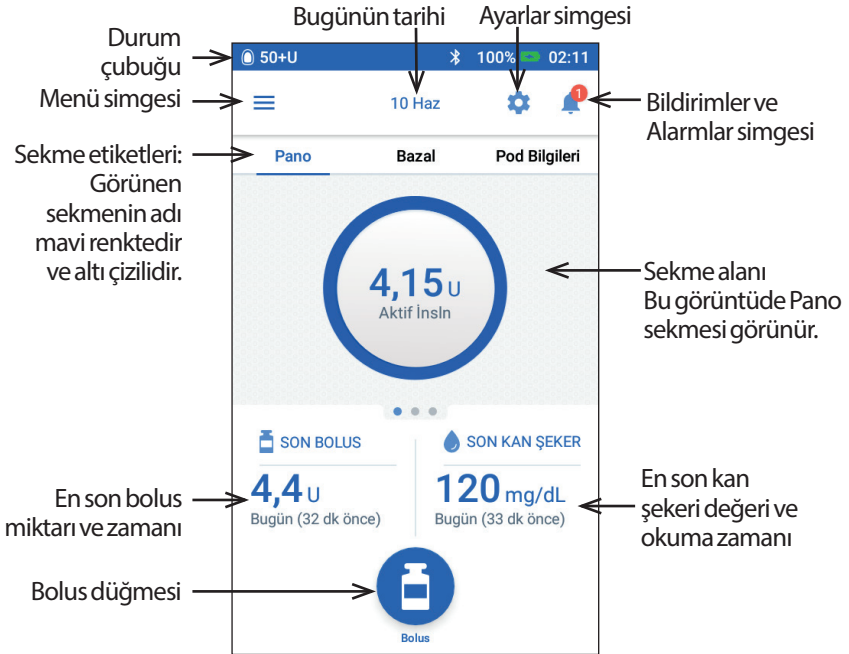 Bugünün tarihi
Ayarlar simgesi
Durum
çubuğu
50+U
100%
02:11
Menü simgesi
10 Haz
1
Bildirimler ve
Alarmlar simgesi
Sekme etiketleri:
Görünen
sekmenin adı
mavi renktedir
ve altı çizilidir.
Pano
Bazal
Pod Bilgileri
4,15 U
Aktif İnsln
Sekme alanı
Bu görüntüde Pano
sekmesi görünür.
SON BOLUS
SON KAN ŞEKER
En son bolus
miktarı ve zamanı
4,4 U
Bugün (32 dk önce)
120 mg/dL
Bugün (33 dk önce)
En son kan
şekeri değeri ve
okuma zamanı
Bolus düğmesi
Bolus